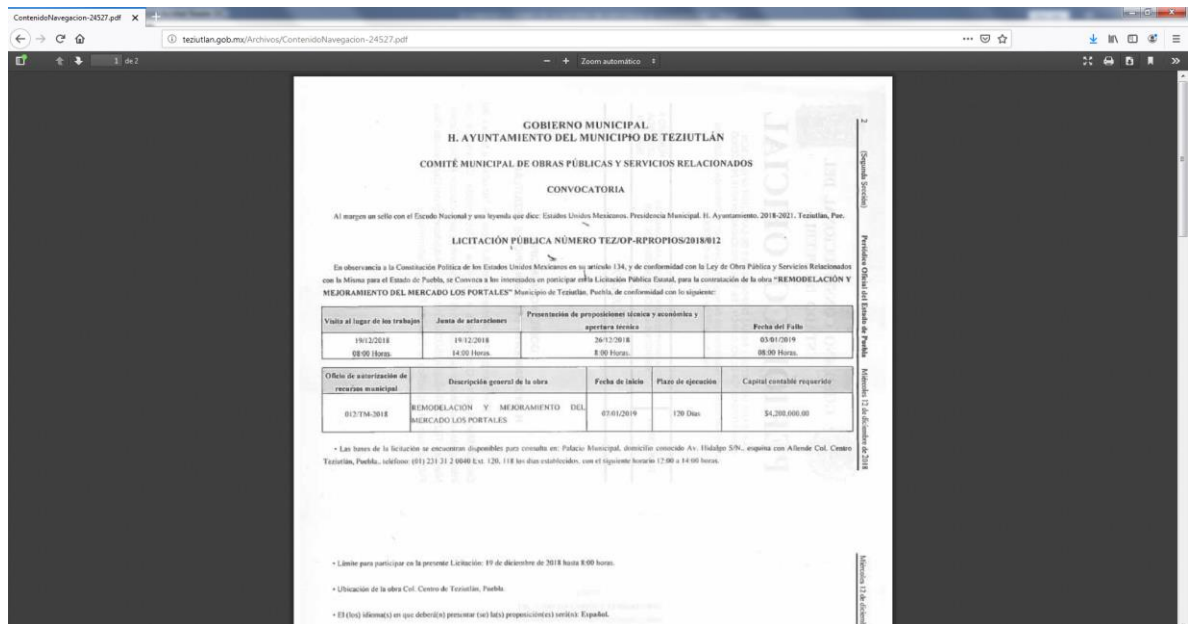 ContenidoNavegacion-24527.pdf
teziutlan.gob.mx/Archivos/ContenidoNavegacion-24527.pdf
1 de 2
Zoom automático
GOBIERNO MUNICIPAL
H. AYUNTAMIENTO DEL MUNICIPIO DE TEZIUTLÁN
COMITÉ MUNICIPAL DE OBRAS PÚBLICAS Y SERVICIOS RELACIONADOS
CONVOCATORIA
Al margen un sello con el Escudo Nacional y una leyenda que dice: Estados Unidos Mexicanos. Presidencia Municipal. H. Ayuntamiento. 2018-2021. Teziutlán, Pue.
LICITACIÓN PÚBLICA NÚMERO TEZ/OP-RPROPIOS/2018/012
En observancia a la Constitución Política de los Estados Unidos Mexicanos en su artículo 134, y de conformidad con la Ley de Obra Pública y Servicios Relacionados
con la Misma para el Estado de Puebla, se Convoca a los interesados en participar en la Licitación Pública Estatal, para la contratación de la obra "REMODELACIÓN Y
MEJORAMIENTO DEL MERCADO LOS PORTALES" Municipio de Teziutlán, Puebla, de conformidad con lo siguiente:
Visita al lugar de los trabajos Junta de aclaraciones Presentación de proposiciones técnica y económica y apertura técnica Fecha del Fallo
19/12/2018 19/12/2018 26/12/2018 03/01/2019
08:00 Horas. 14:00 Horas. 8:00 Horas. 08:00 Horas.
Oficio de autorización de recursos municipal Descripción general de la obra Fecha de inicio Plazo de ejecución Capital contable requerido
012/TM-2018 REMODELACIÓN Y MEJORAMIENTO DEL MERCADO LOS PORTALES 07/01/2019 120 Días $4,200,000.00
• Las bases de la licitación se encuentran disponibles para consulta en: Palacio Municipal, domicilio conocido Av. Hidalgo S/N., esquina con Allende Col. Centro
Teziutlán, Puebla., teléfono: (01) 231 31 2 0040 Ext. 120, 118 los días establecidos, con el siguiente horario 12:00 a 14:00 horas.
• Límite para participar en la presente Licitación: 19 de diciembre de 2018 hasta 8:00 horas.
• Ubicación de la obra Col. Centro de Teziutlán, Puebla.
• El (los) idioma(s) en que deberá(n) presentar (se) la(s) proposición(es) será(n): Español.
2 (Segunda Sección) Periódico Oficial del Estado de Puebla Miércoles 12 de diciembre de 2018
Miércoles 12 de